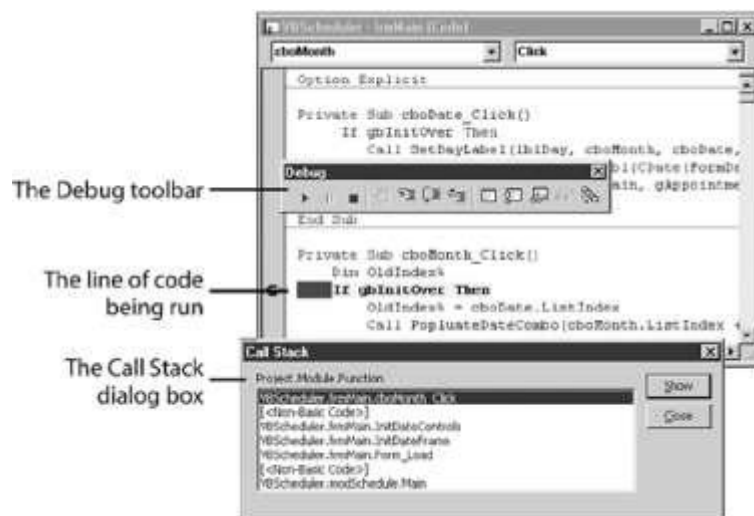 VBScheduler - frmMain (Code)
cboMonth
Click
Option Explicit
Private Sub cboDate_Click()
If gbInitOver Then
Call SetDayLabel(lblDay, cboMonth, cboDate,
The Debug toolbar
Debug
End Sub
Private Sub cboMonth_Click()
Dim OldIndex%
The line of code
being run
If gbInitOver Then
OldIndex% = cboDate.ListIndex
Call PopluateDateCombo(cboMonth.ListIndex +
The Call Stack
dialog box
Call Stack
Project.Module.Function
Show
Close
VBScheduler.frmMain.cboMonth_Click
[<Non-Basic Code>]
VBScheduler.frmMain.InitDateControls
VBScheduler.frmMain.InitDateFrame
VBScheduler.frmMain.Form_Load
[<Non-Basic Code>]
VBScheduler.modSchedule.Main